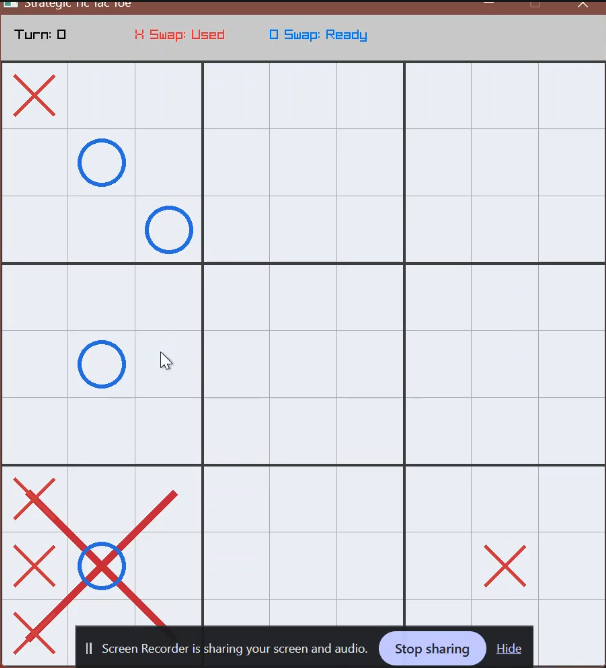 Strategic Tic Tac Toe
Turn: O
X Swap: Used
O Swap: Ready
Screen Recorder is sharing your screen and audio.
Stop sharing
Hide